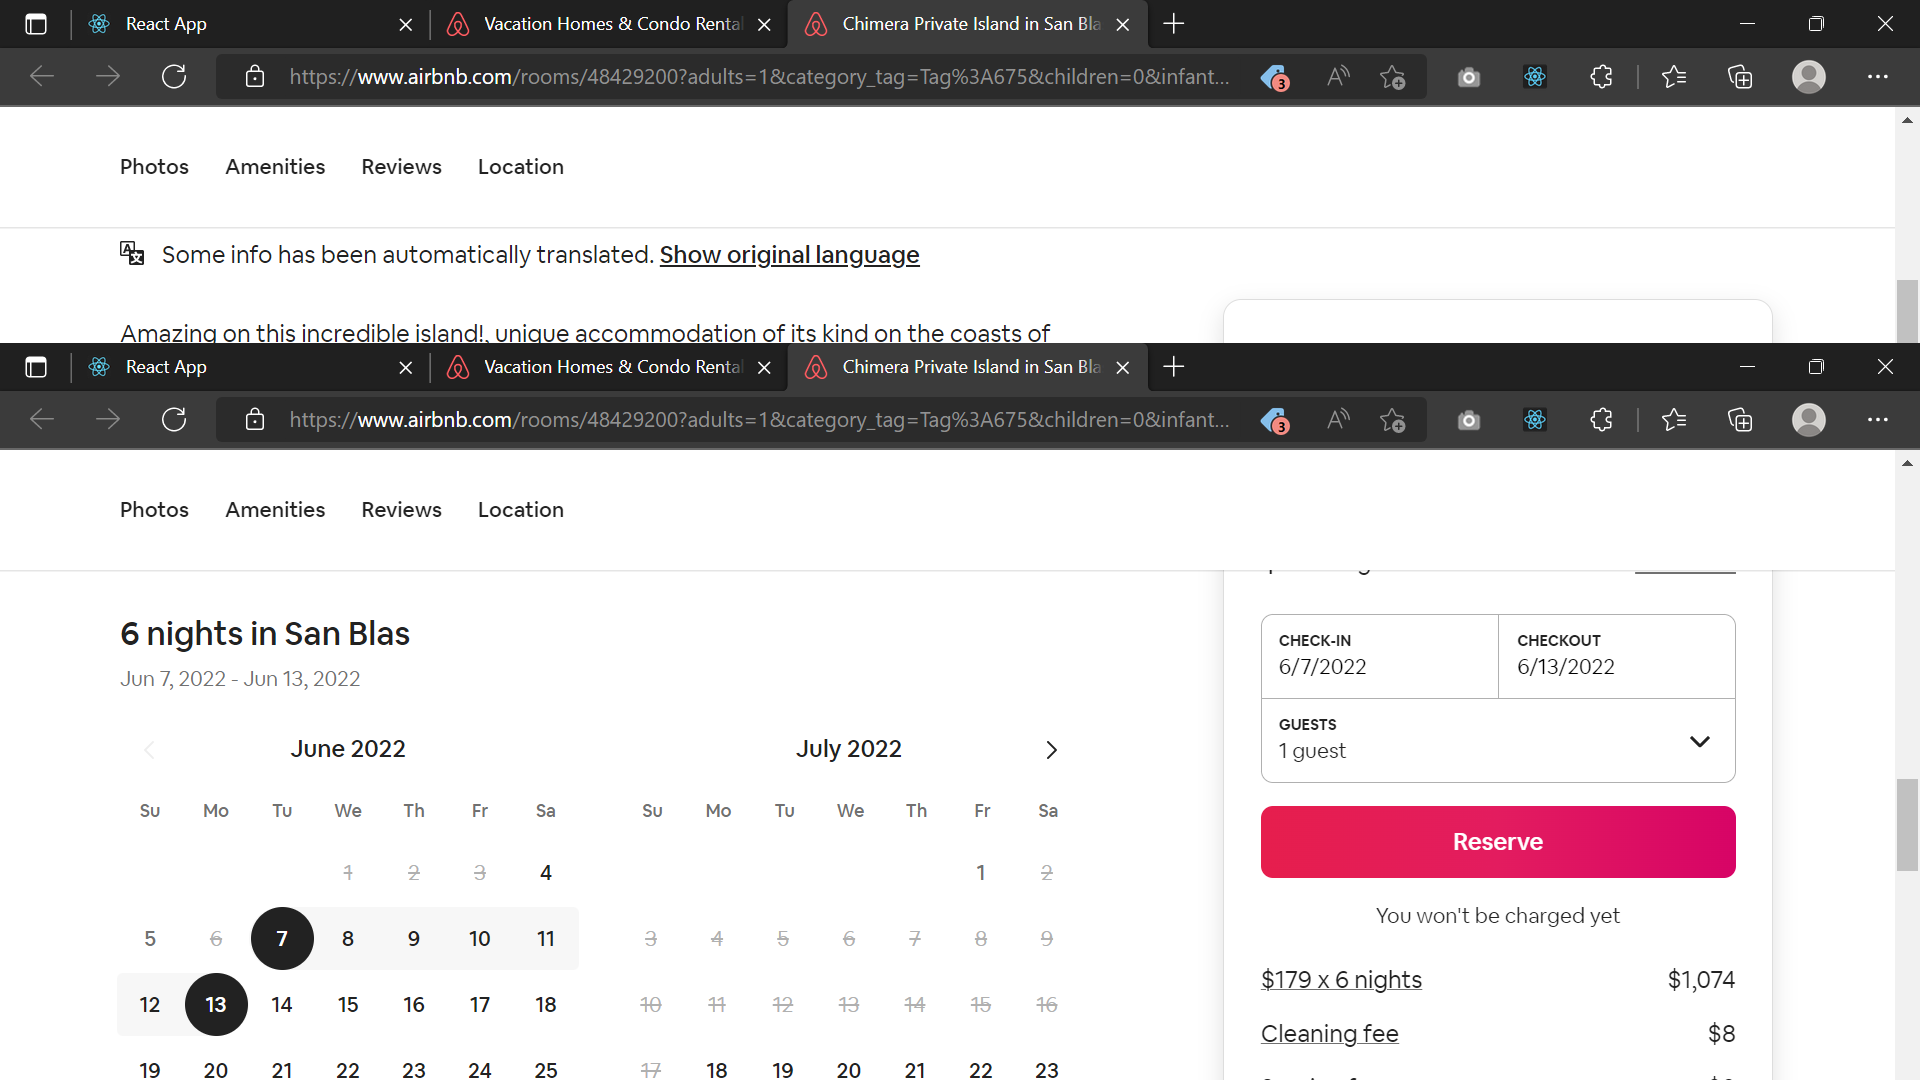 React App
Vacation Homes & Condo Rental
Chimera Private Island in San Bla
https://www.airbnb.com/rooms/48429200?adults=1&category_tag=Tag%3A675&children=0&infant...
3
Photos Amenities Reviews Location
Some info has been automatically translated. Show original language
Amazing on this incredible island!, unique accommodation of its kind on the coasts of
React App
Vacation Homes & Condo Rental
Chimera Private Island in San Bla
https://www.airbnb.com/rooms/48429200?adults=1&category_tag=Tag%3A675&children=0&infant...
3
Photos Amenities Reviews Location
6 nights in San Blas
Jun 7, 2022 - Jun 13, 2022
June 2022
Su Mo Tu We Th Fr Sa
1 2 3 4
5 6 7 8 9 10 11
12 13 14 15 16 17 18
19 20 21 22 23 24 25
July 2022
Su Mo Tu We Th Fr Sa
1 2
3 4 5 6 7 8 9
10 11 12 13 14 15 16
17 18 19 20 21 22 23
CHECK-IN
6/7/2022
CHECKOUT
6/13/2022
GUESTS
1 guest
Reserve
You won't be charged yet
$179 x 6 nights $1,074
Cleaning fee $8